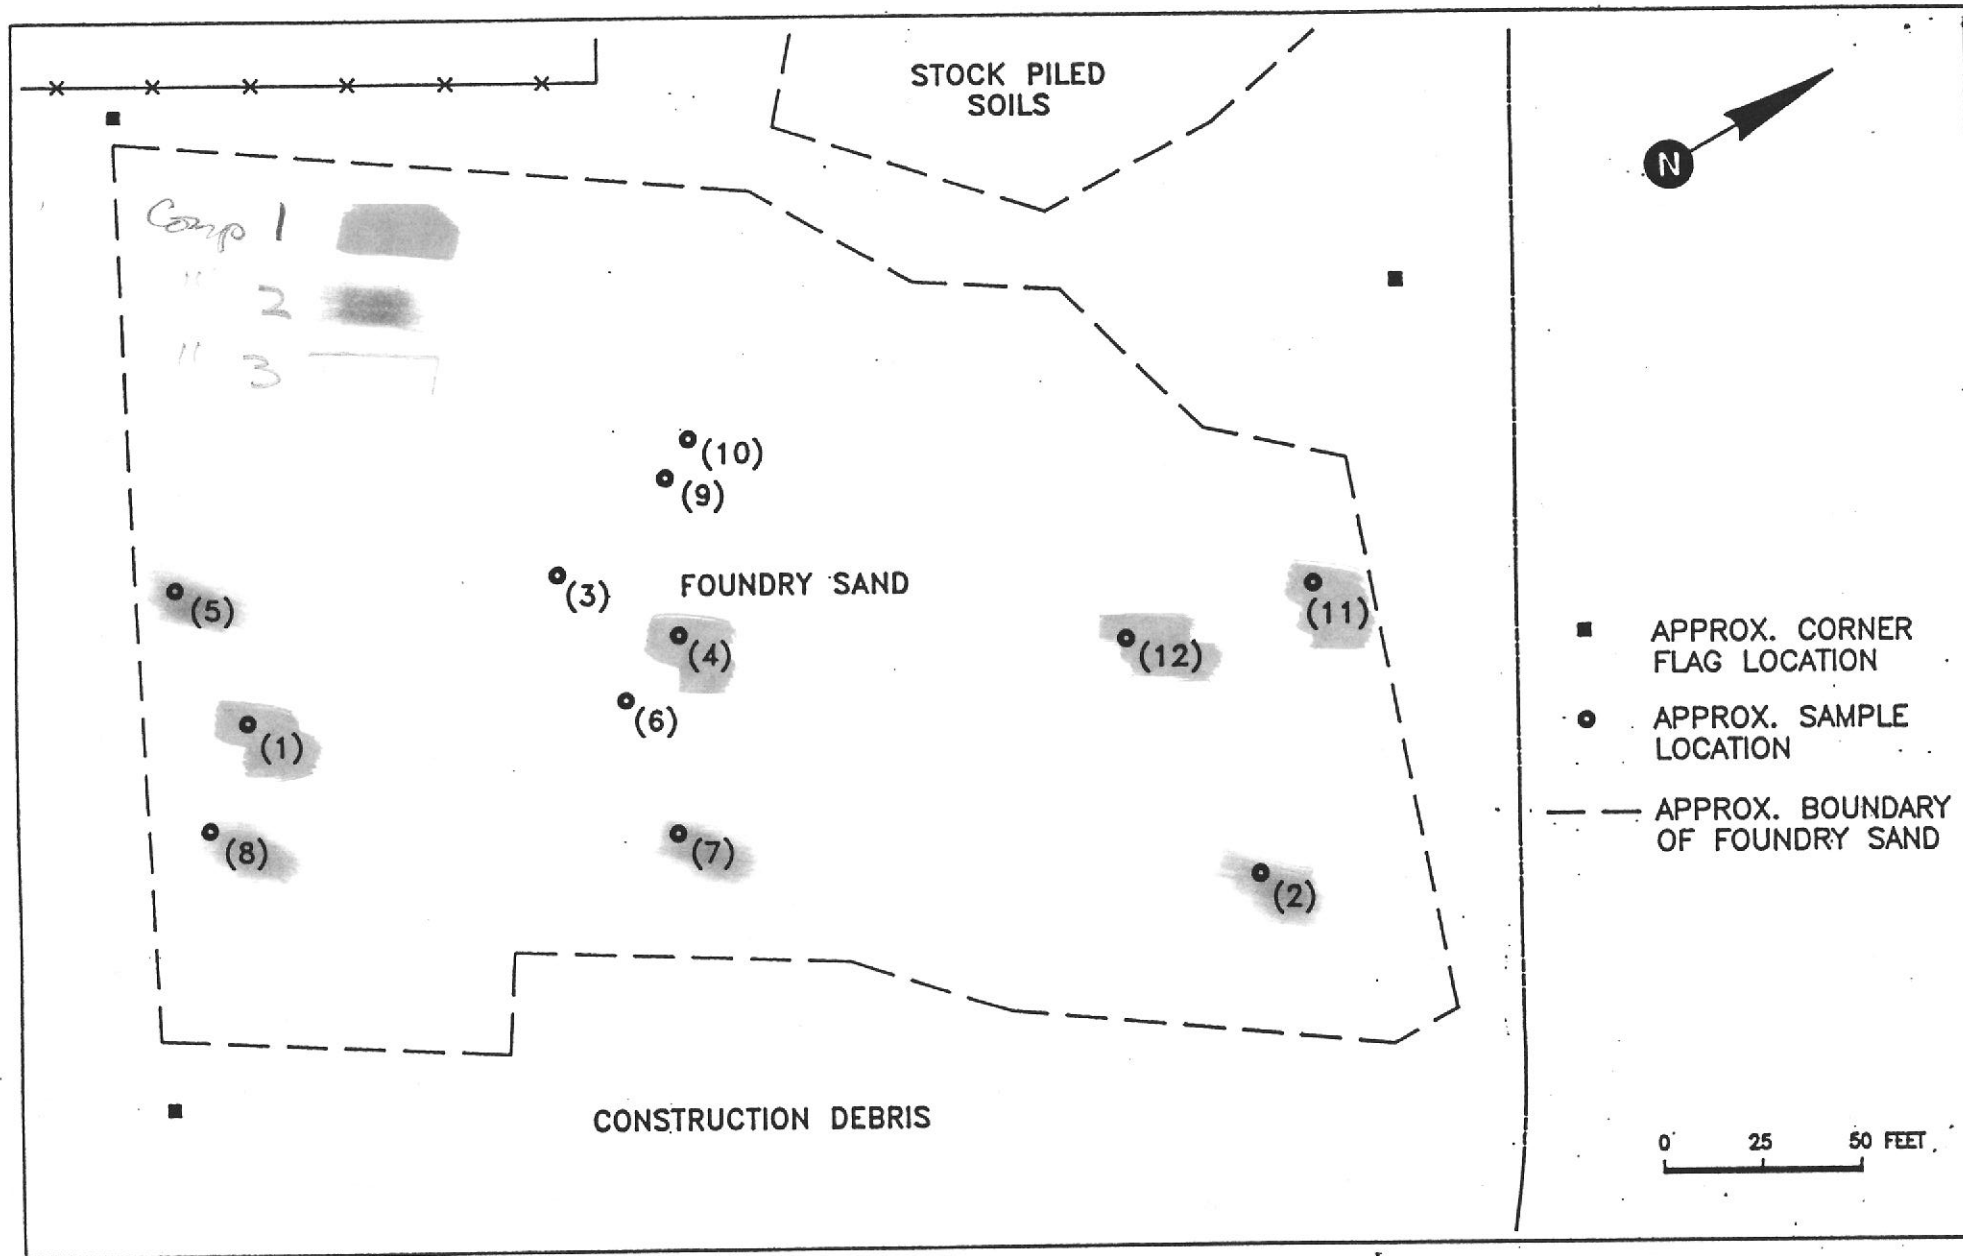 STOCK PILED
SOILS
N
Comp 1
" 2
" 3
(10)
(9)
(3)
FOUNDRY SAND
(5)
(4)
(12)
(11)
(6)
(1)
(8)
(7)
(2)
APPROX. CORNER
FLAG LOCATION
APPROX. SAMPLE
LOCATION
APPROX. BOUNDARY
OF FOUNDRY SAND
CONSTRUCTION DEBRIS
0 25 50 FEET